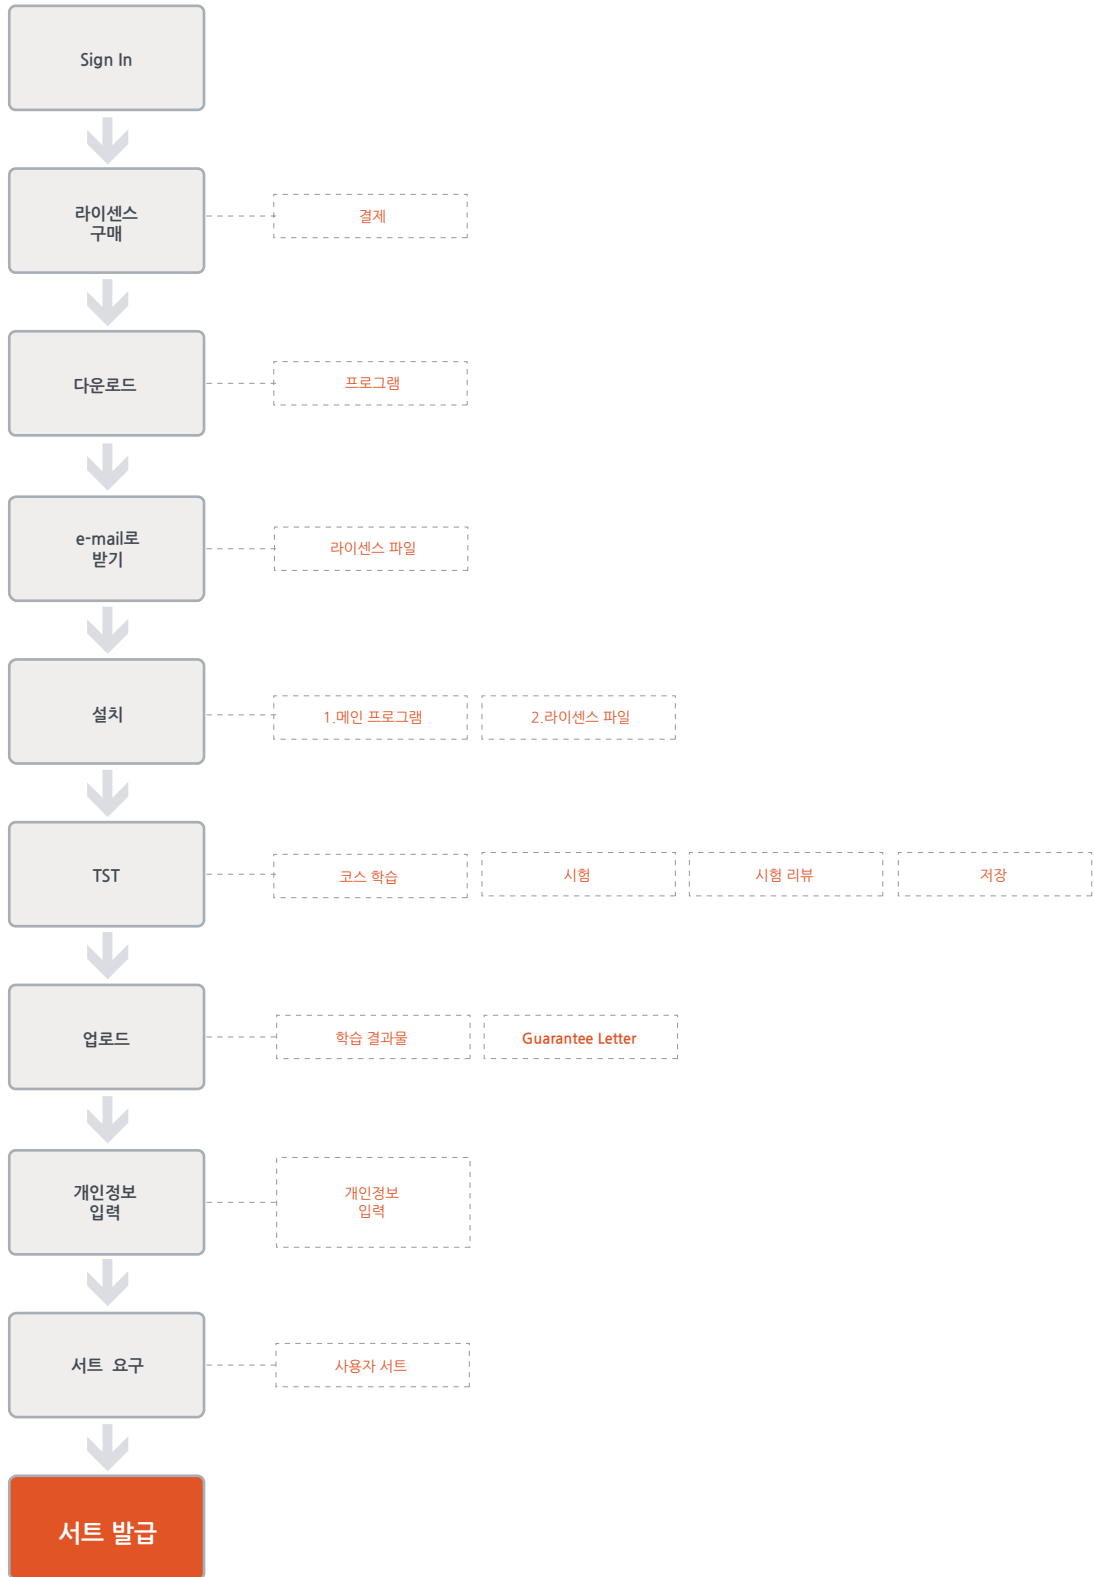 Sign In
라이센스
구매
결제
다운로드
프로그램
e-mail로
받기
라이센스 파일
설치
1.메인 프로그램
2.라이센스 파일
TST
코스 학습
시험
시험 리뷰
저장
업로드
학습 결과물
Guarantee Letter
개인정보
입력
개인정보
입력
서트 요구
사용자 서트
서트 발급